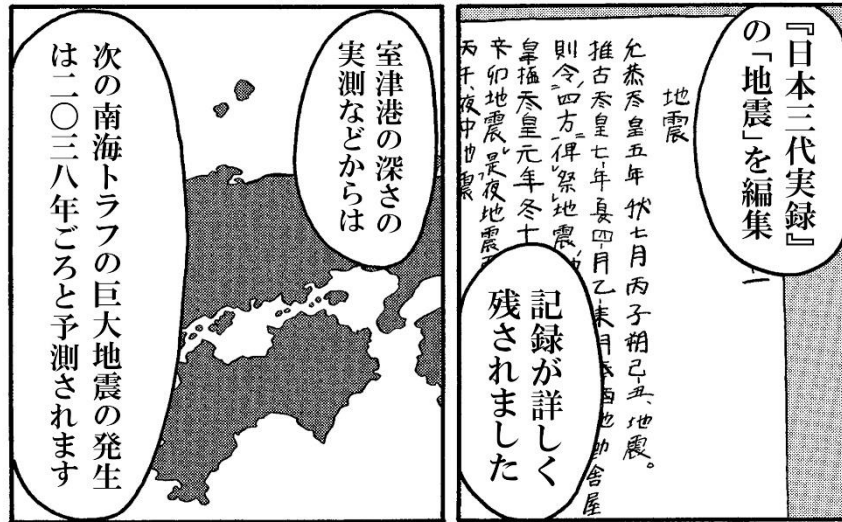 『日本三代実録』
の「地震」を編集
地震
允恭天皇五年秋七月丙子朔己丑、地震。
推古天皇七年夏四月乙未朔辛酉地動舎屋
則令四方俾祭地震
皇極天皇元年冬十
辛卯地震、是夜地震而
丙午、夜中地震
記録が詳しく
残されました
室津港の深さの
実測などからは
次の南海トラフの巨大地震の発生
は二〇三八年ごろと予測されます